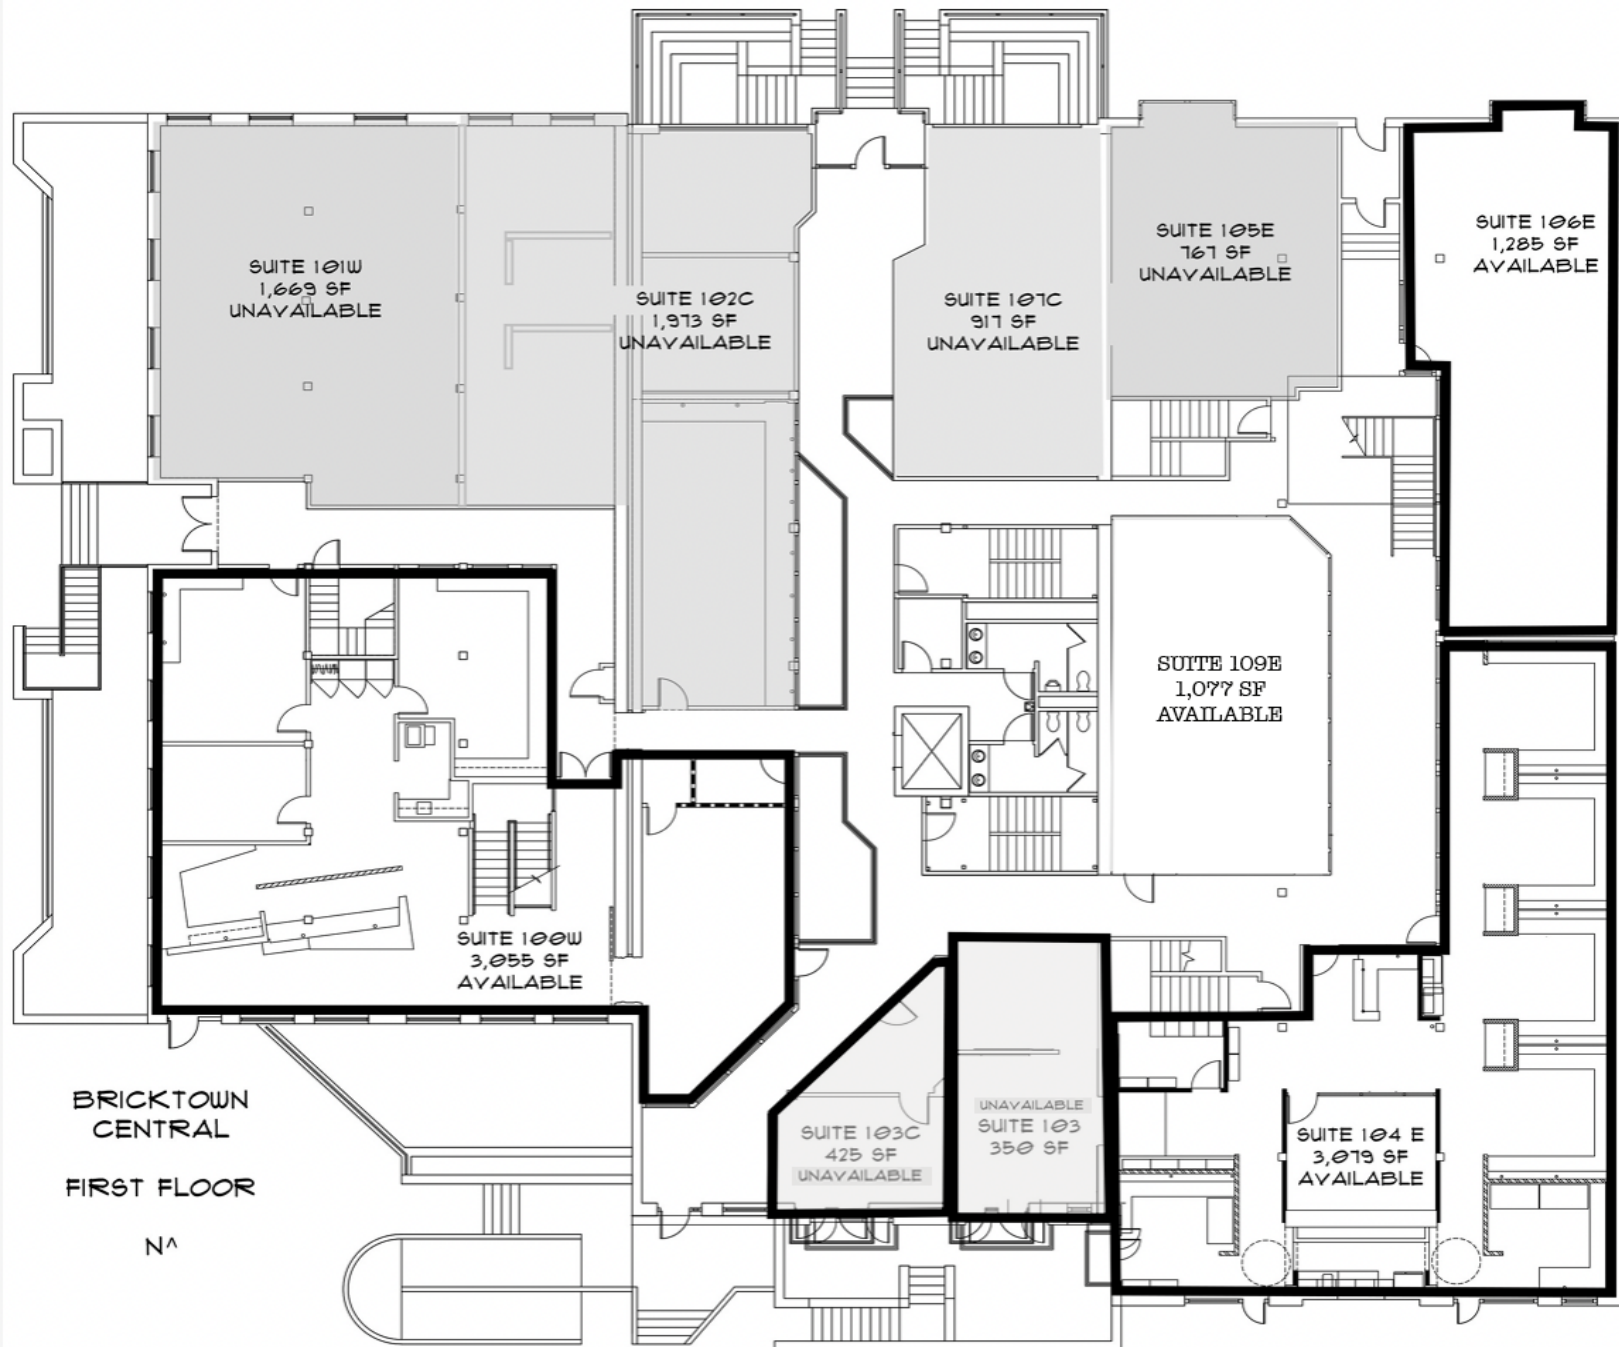 SUITE 101W
1,669 SF
UNAVAILABLE
SUITE 102C
1,973 SF
UNAVAILABLE
SUITE 107C
917 SF
UNAVAILABLE
SUITE 105E
767 SF
UNAVAILABLE
SUITE 106E
1,285 SF
AVAILABLE
SUITE 109E
1,077 SF
AVAILABLE
SUITE 100W
3,055 SF
AVAILABLE
SUITE 103C
425 SF
UNAVAILABLE
UNAVAILABLE
SUITE 103
350 SF
SUITE 104 E
3,079 SF
AVAILABLE
BRICKTOWN
CENTRAL
FIRST FLOOR
N^